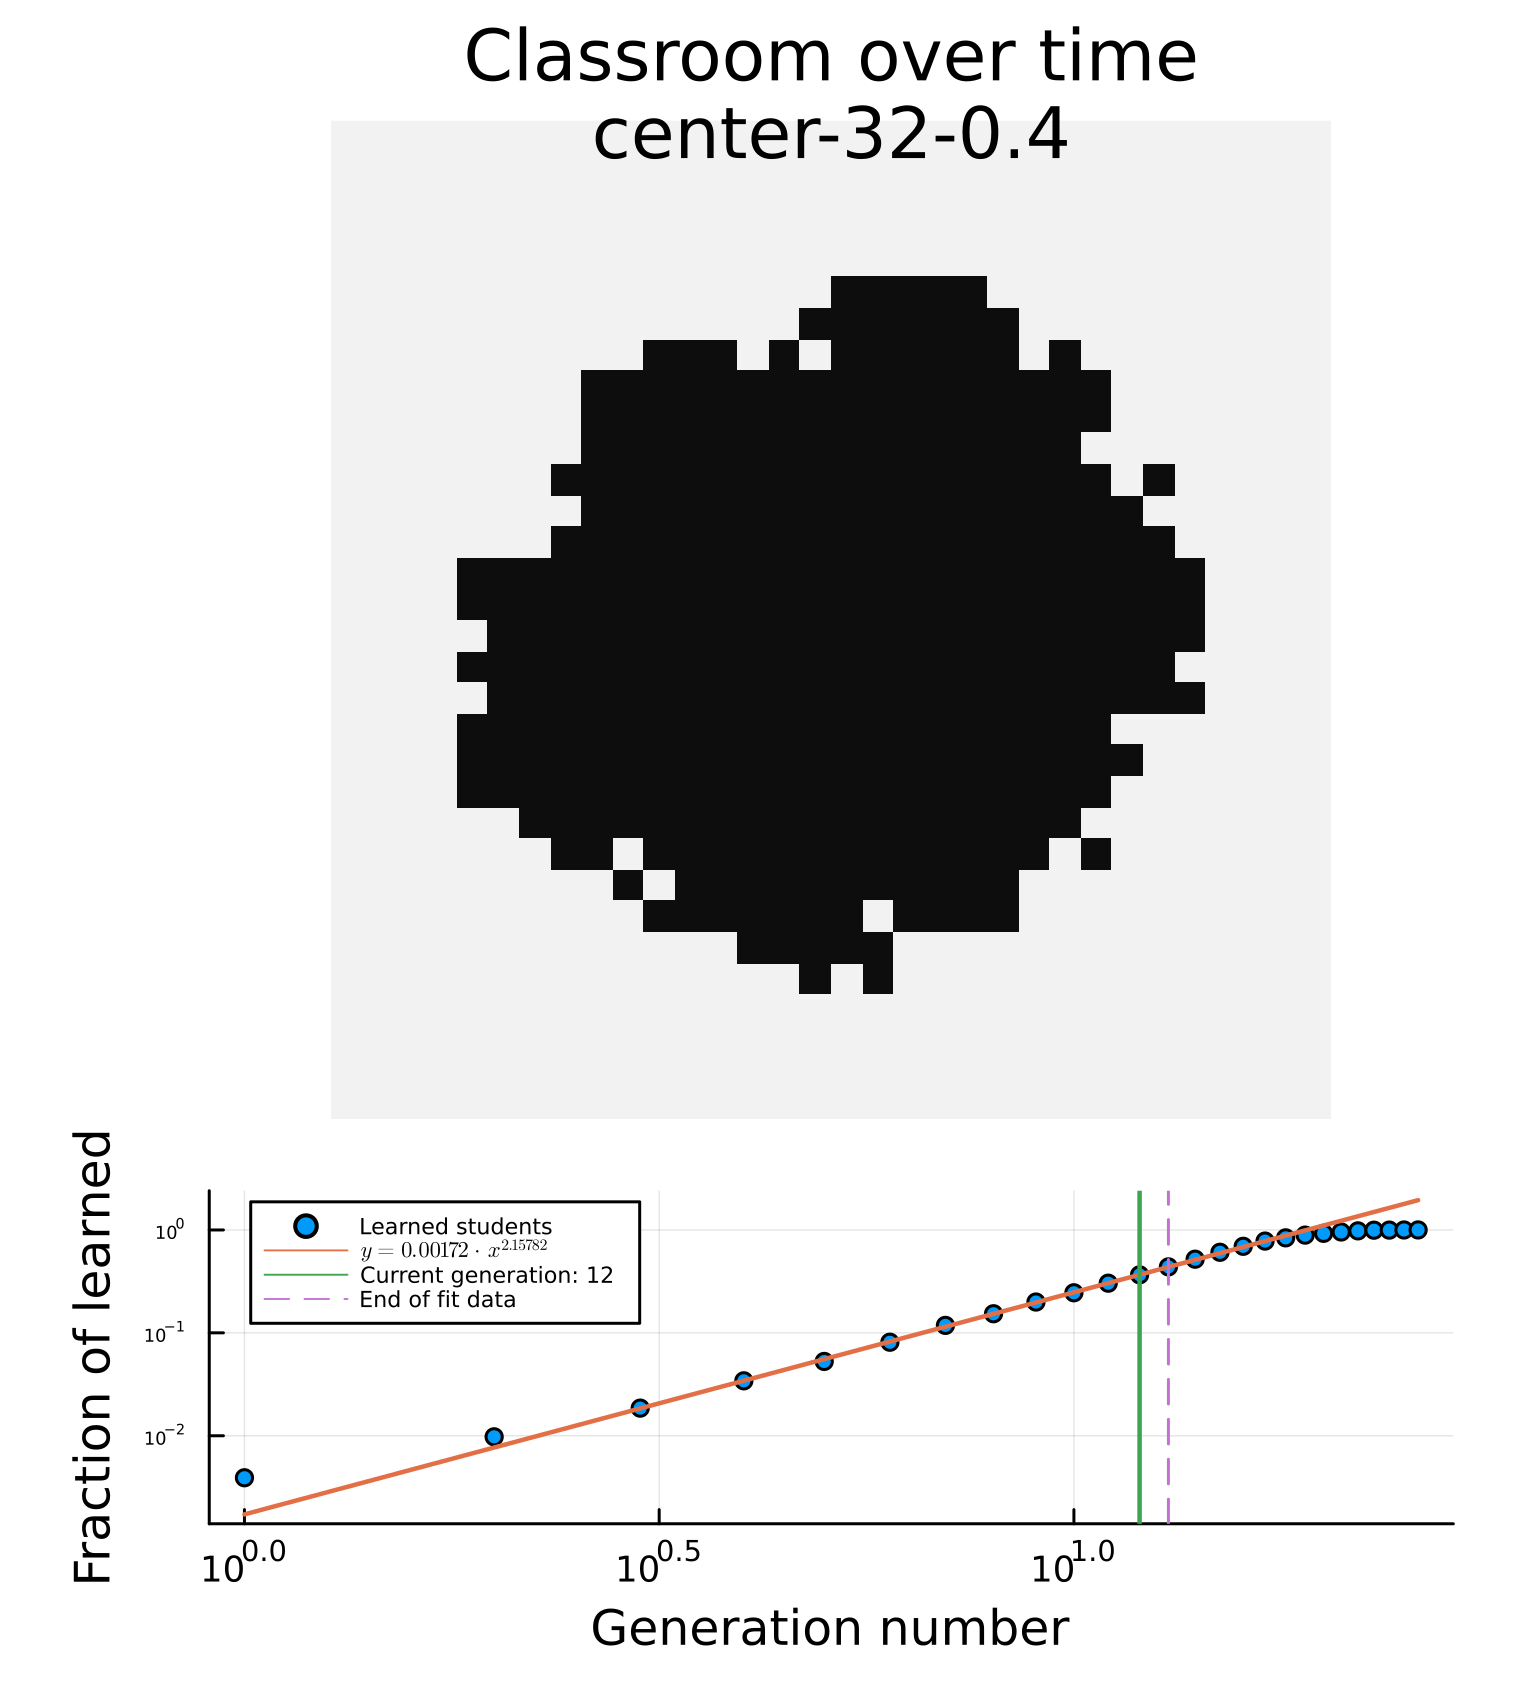 Classroom over time
center-32-0.4
Fraction of learned
10^0
10^−1
10^−2
Learned students
y = 0.00172 · x^2.15782
Current generation: 12
End of fit data
10^0.0
10^0.5
10^1.0
Generation number